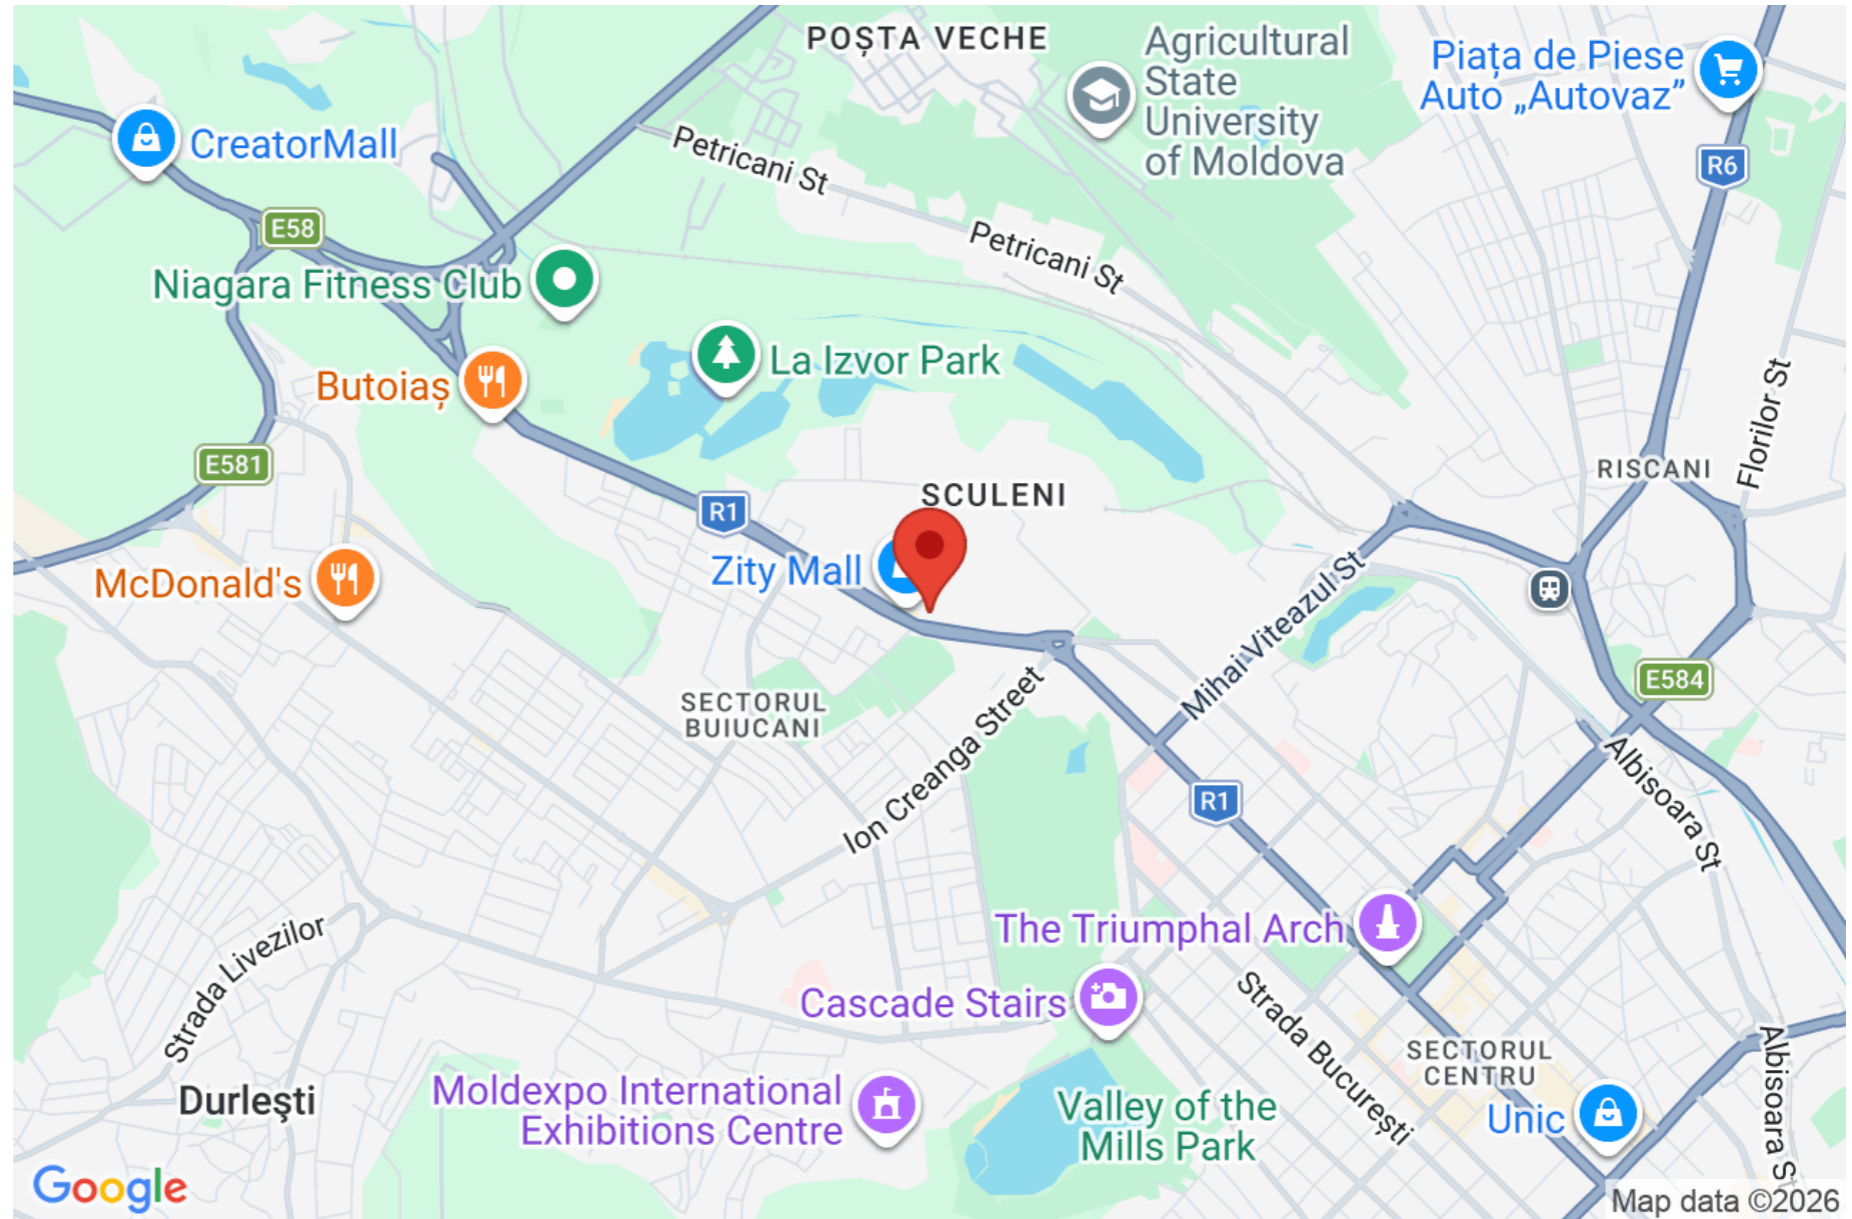 POȘTA VECHE
Agricultural
State
University
of Moldova
Piața de Piese
Auto „Autovaz”
CreatorMall
Petricani St
R6
E58
Petricani St
Niagara Fitness Club
La Izvor Park
Butoiaș
Florilor St
E581
RISCANI
SCULENI
R1
Zity Mall
McDonald's
Mihai Viteazul St
E584
SECTORUL
BUIUCANI
Ion Creanga Street
R1
Albisoara St
The Triumphal Arch
Strada Livezilor
Cascade Stairs
Strada București
SECTORUL
CENTRU
Albisoara St
Durleşti
Moldexpo International
Exhibitions Centre
Valley of the
Mills Park
Unic
Google
Map data ©2026